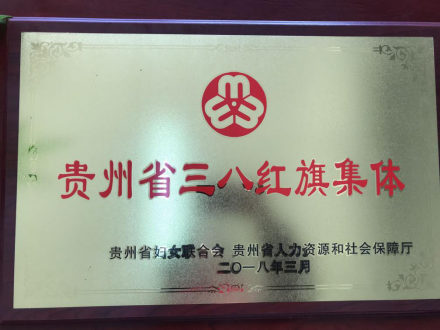 贵州省三八红旗集体
贵州省妇女联合会 贵州省人力资源和社会保障厅
二〇一八年三月